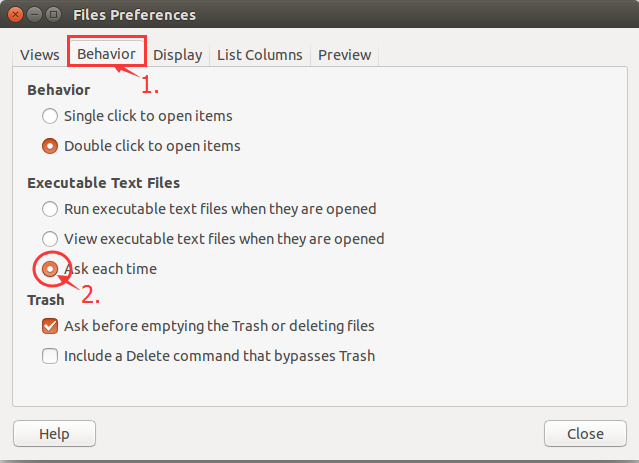 Files Preferences
Views Behavior Display List Columns Preview
1.
Behavior
Single click to open items
Double click to open items
Executable Text Files
Run executable text files when they are opened
View executable text files when they are opened
Ask each time
2.
Trash
Ask before emptying the Trash or deleting files
Include a Delete command that bypasses Trash
Help Close